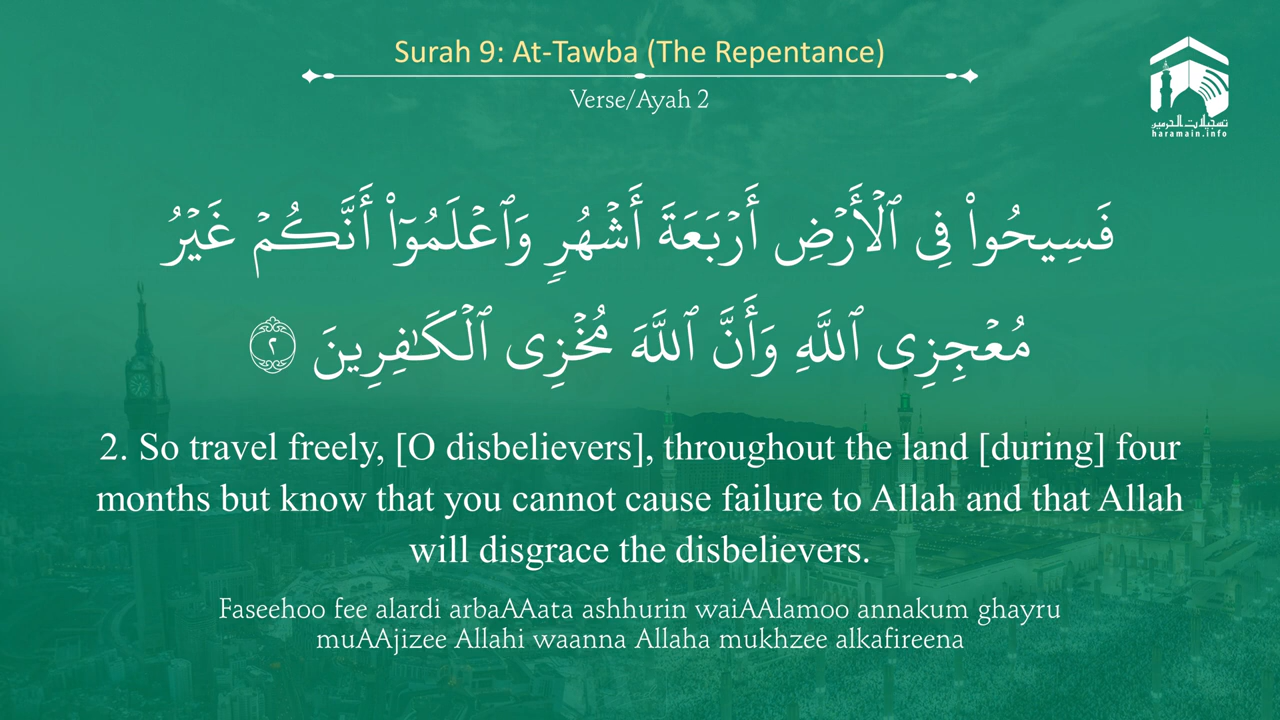 Surah 9: At-Tawba (The Repentance)
Verse/Ayah 2
تسجيلات الحرمين
haramain.info
فَسِيحُوا۟ فِى ٱلْأَرْضِ أَرْبَعَةَ أَشْهُرٍ وَٱعْلَمُوٓا۟ أَنَّكُمْ غَيْرُ
مُعْجِزِى ٱللَّهِ وَأَنَّ ٱللَّهَ مُخْزِى ٱلْكَـٰفِرِينَ ٢
2. So travel freely, [O disbelievers], throughout the land [during] four
months but know that you cannot cause failure to Allah and that Allah
will disgrace the disbelievers.
Faseehoo fee alardi arbaAAata ashhurin waiAAlamoo annakum ghayru
muAAjizee Allahi waanna Allaha mukhzee alkafireena